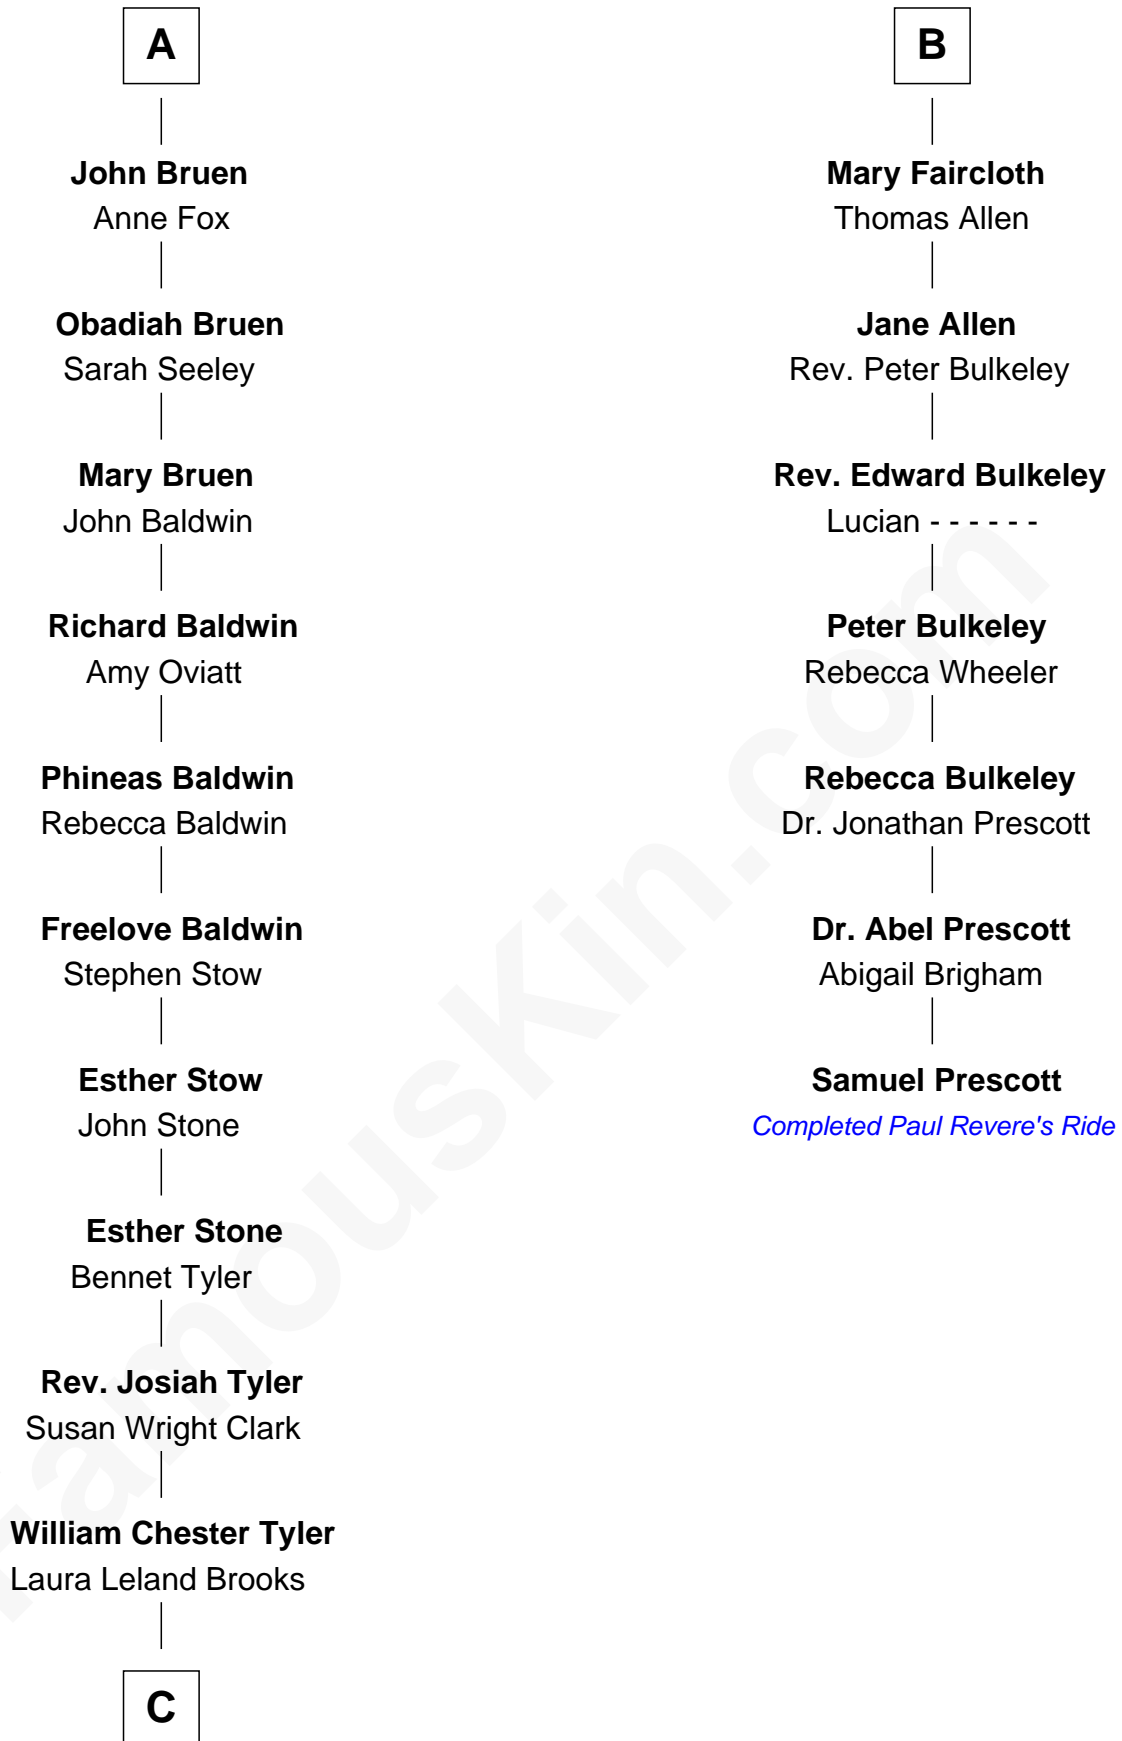 A
John Bruen
Anne Fox
Obadiah Bruen
Sarah Seeley
Mary Bruen
John Baldwin
Richard Baldwin
Amy Oviatt
Phineas Baldwin
Rebecca Baldwin
Freelove Baldwin
Stephen Stow
Esther Stow
John Stone
Esther Stone
Bennet Tyler
Rev. Josiah Tyler
Susan Wright Clark
William Chester Tyler
Laura Leland Brooks
C
B
Mary Faircloth
Thomas Allen
Jane Allen
Rev. Peter Bulkeley
Rev. Edward Bulkeley
Lucian - - - - - -
Peter Bulkeley
Rebecca Wheeler
Rebecca Bulkeley
Dr. Jonathan Prescott
Dr. Abel Prescott
Abigail Brigham
Samuel Prescott
Completed Paul Revere's Ride
FamousKin.com